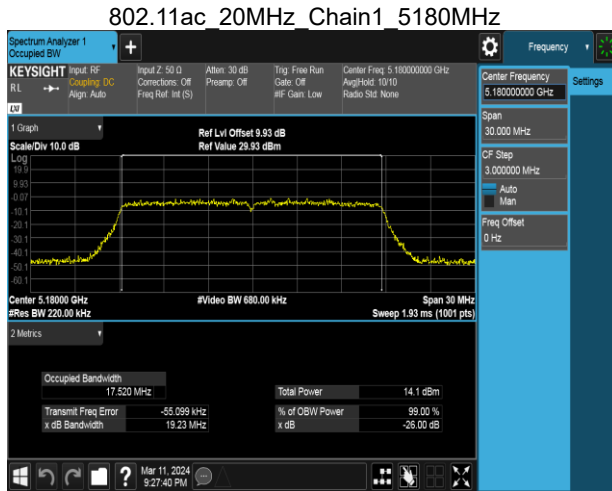 802.11ac_20MHz_Chain1_5180MHz
Spectrum Analyzer 1
Occupied BW
Frequency
KEYSIGHT
RL
LXI
Input: RF
Coupling: DC
Align: Auto
Input Z: 50 Ω
Corrections: Off
Freq Ref: Int (S)
Atten: 30 dB
Preamp: Off
Trig: Free Run
Gate: Off
#IF Gain: Low
Center Freq: 5.180000000 GHz
Avg|Hold: 10/10
Radio Std: None
Center Frequency
5.180000000 GHz
Settings
Span
30.000 MHz
CF Step
3.000000 MHz
Auto
Man
Freq Offset
0 Hz
1 Graph
Scale/Div 10.0 dB
Ref Lvl Offset 9.93 dB
Ref Value 29.93 dBm
Log
19.9
9.93
-0.07
-10.1
-20.1
-30.1
-40.1
-50.1
-60.1
Center 5.18000 GHz
#Res BW 220.00 kHz
#Video BW 680.00 kHz
Span 30 MHz
Sweep 1.93 ms (1001 pts)
2 Metrics
Occupied Bandwidth
17.520 MHz
Total Power 14.1 dBm
Transmit Freq Error -55.099 kHz
% of OBW Power 99.00 %
x dB Bandwidth 19.23 MHz
x dB -26.00 dB
?
Mar 11, 2024
9:27:40 PM